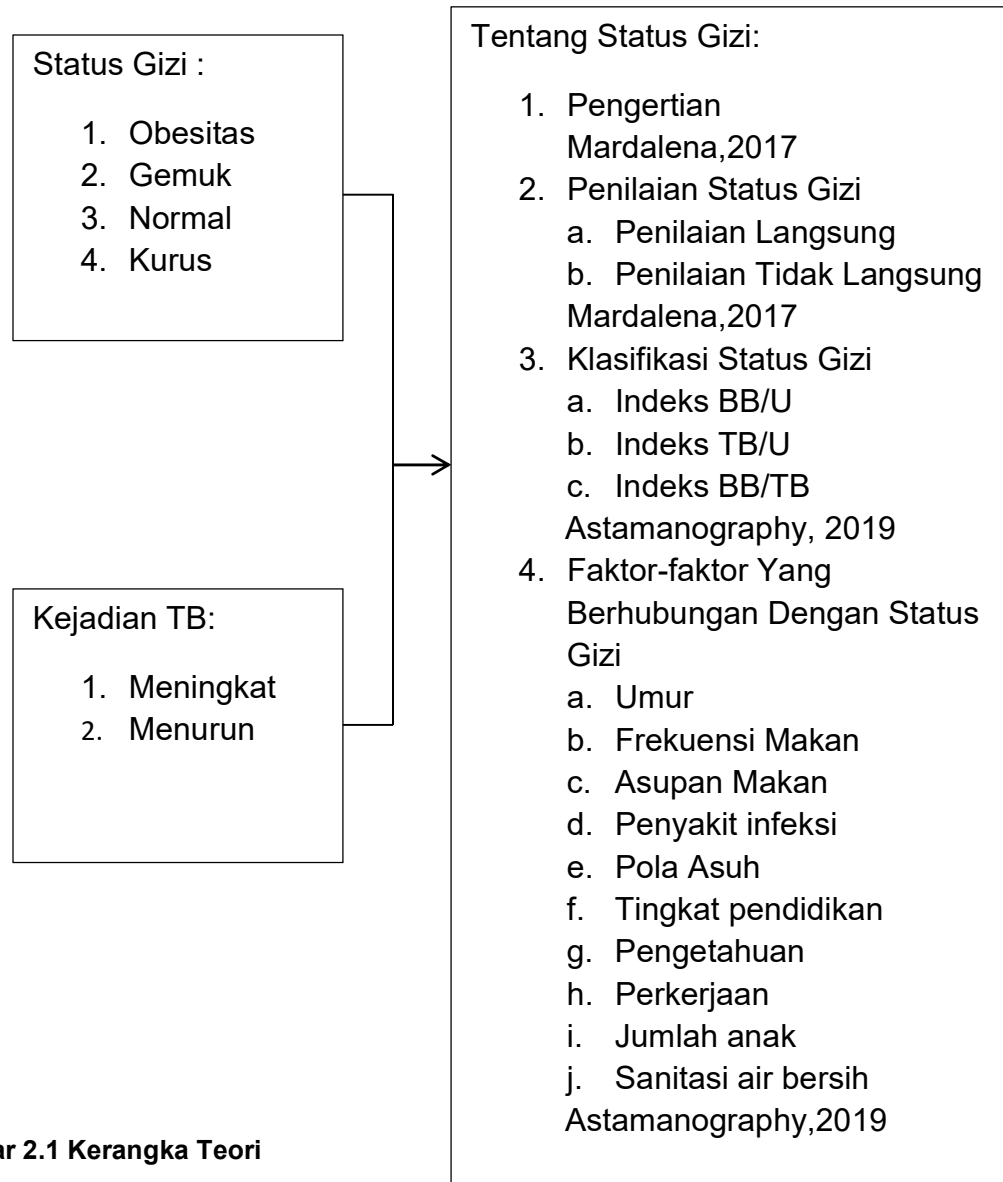 Status Gizi :
1. Obesitas
2. Gemuk
3. Normal
4. Kurus
Kejadian TB:
1. Meningkat
2. Menurun
Tentang Status Gizi:
1. Pengertian
Mardalena,2017
2. Penilaian Status Gizi
a. Penilaian Langsung
b. Penilaian Tidak Langsung
Mardalena,2017
3. Klasifikasi Status Gizi
a. Indeks BB/U
b. Indeks TB/U
c. Indeks BB/TB
Astamanography, 2019
4. Faktor-faktor Yang
Berhubungan Dengan Status
Gizi
a. Umur
b. Frekuensi Makan
c. Asupan Makan
d. Penyakit infeksi
e. Pola Asuh
f. Tingkat pendidikan
g. Pengetahuan
h. Perkerjaan
i. Jumlah anak
j. Sanitasi air bersih
Astamanography,2019
ar 2.1 Kerangka Teori